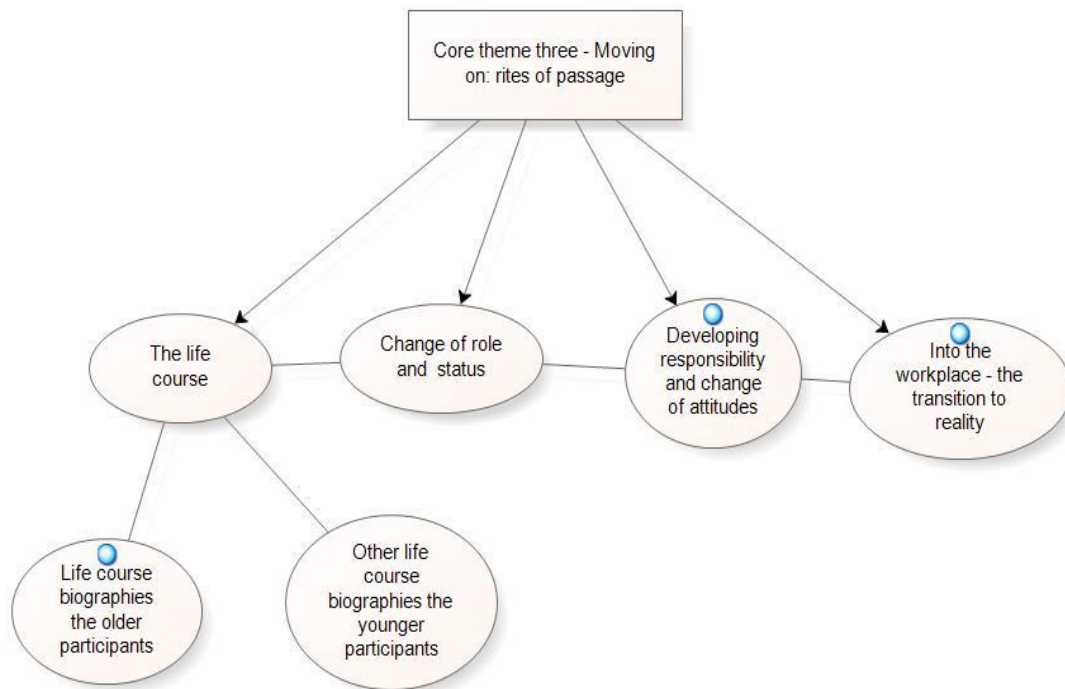 Core theme three - Moving
on: rites of passage
The life
course
Change of role
and status
Developing
responsibility
and change
of attitudes
Into the
workplace - the
transition to
reality
Life course
biographies
the older
participants
Other life
course
biographies the
younger
participants